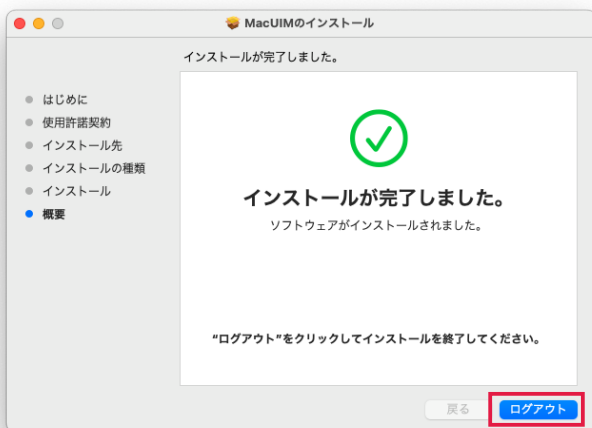 MacUIMのインストール
インストールが完了しました。
はじめに
使用許諾契約
インストール先
インストールの種類
インストール
概要
インストールが完了しました。
ソフトウェアがインストールされました。
“ログアウト”をクリックしてインストールを終了してください。
戻る
ログアウト